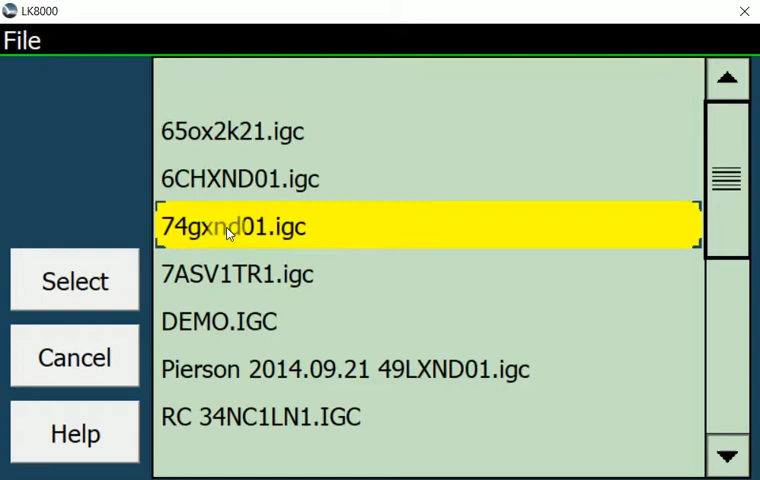 LK8000
File
65ox2k21.igc
6CHXND01.igc
74gxnd01.igc
7ASV1TR1.igc
DEMO.IGC
Pierson 2014.09.21 49LXND01.igc
RC 34NC1LN1.IGC
Select
Cancel
Help